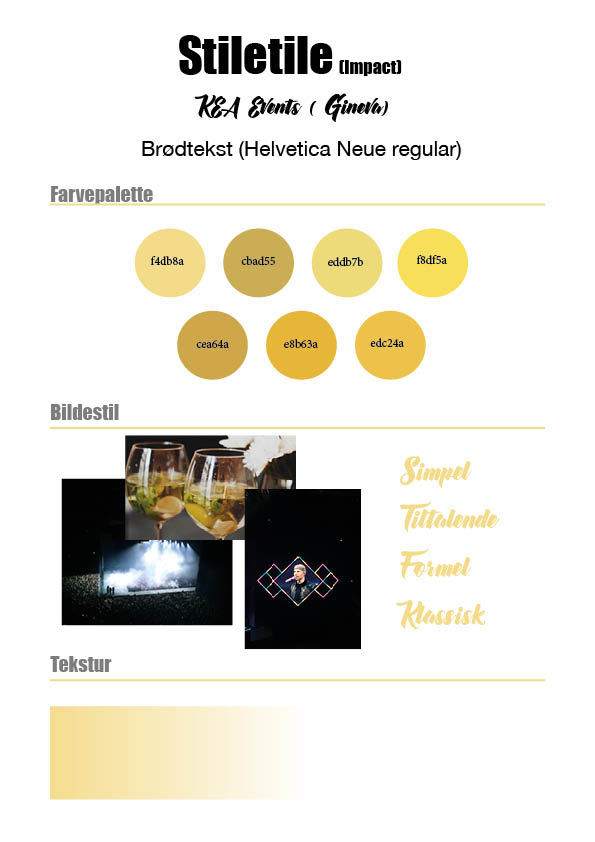 Stiletile (Impact)
KEA Events ( Gineva)
Brødtekst (Helvetica Neue regular)
Farvepalette
f4db8a cbad55 eddb7b f8df5a
cea64a e8b63a edc24a
Bildestil
Simpel
Tiltalende
Formel
Klassisk
Tekstur